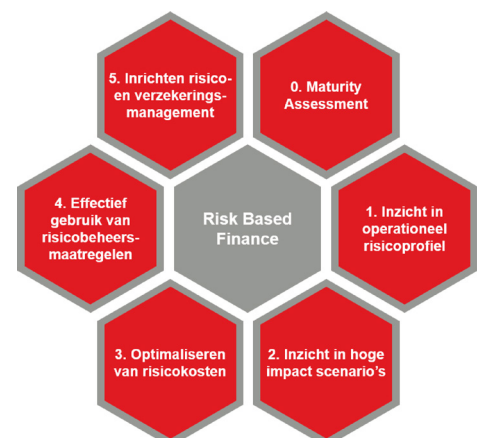 5. Inrichten risico-
en verzekerings-
management
0. Maturity
Assessment
4. Effectief
gebruik van
risicobeheers-
maatregelen
Risk Based
Finance
1. Inzicht in
operationeel
risicoprofiel
3. Optimaliseren
van risicokosten
2. Inzicht in hoge
impact scenario's